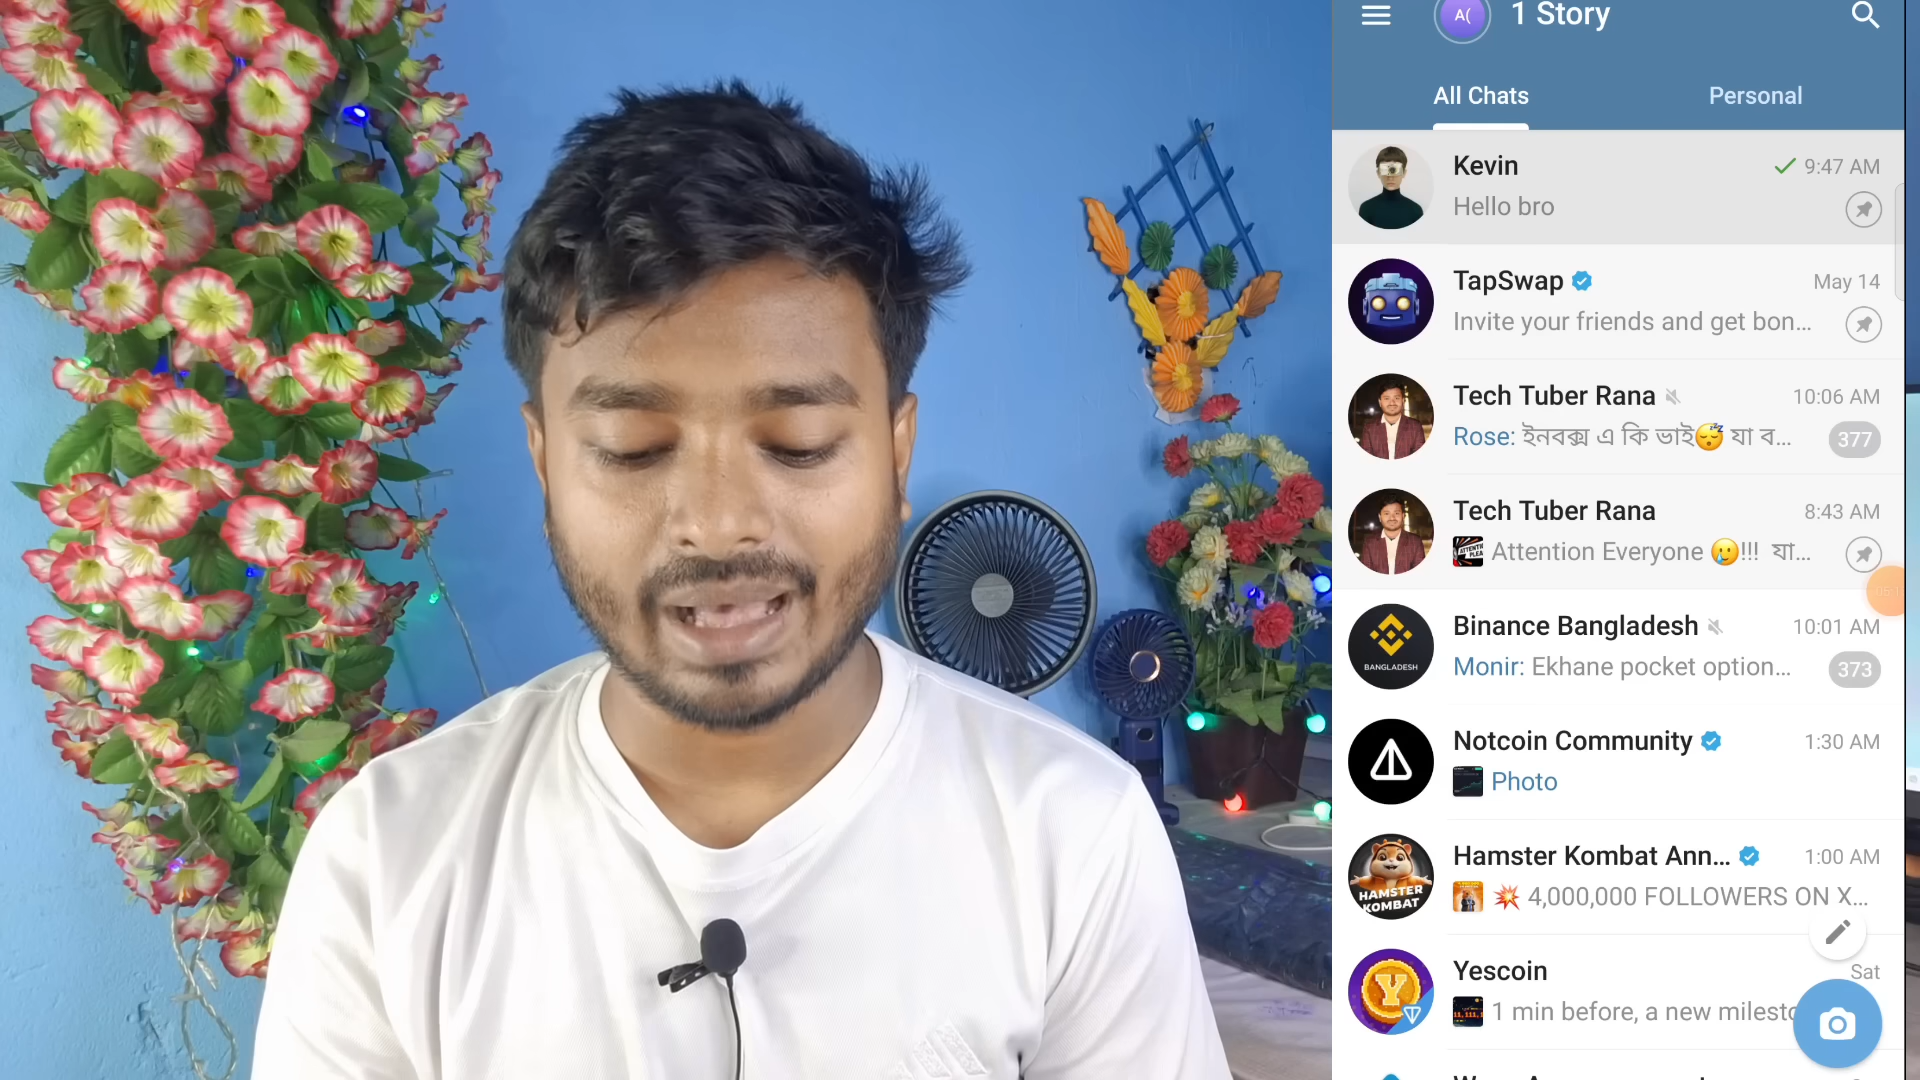 A(
1 Story
All Chats
Personal
Kevin
9:47 AM
Hello bro
TapSwap
May 14
Invite your friends and get bon...
Tech Tuber Rana
10:06 AM
Rose: ইনবক্স এ কি ভাই😴 যা ব...
377
Tech Tuber Rana
8:43 AM
Attention Everyone 🥲!!! যা...
BANGLADESH
Binance Bangladesh
10:01 AM
Monir: Ekhane pocket option...
373
Notcoin Community
1:30 AM
Photo
HAMSTER
KOMBAT
Hamster Kombat Ann...
1:00 AM
💥 4,000,000 FOLLOWERS ON X...
Y
Yescoin
Sat
1 min before, a new milesto